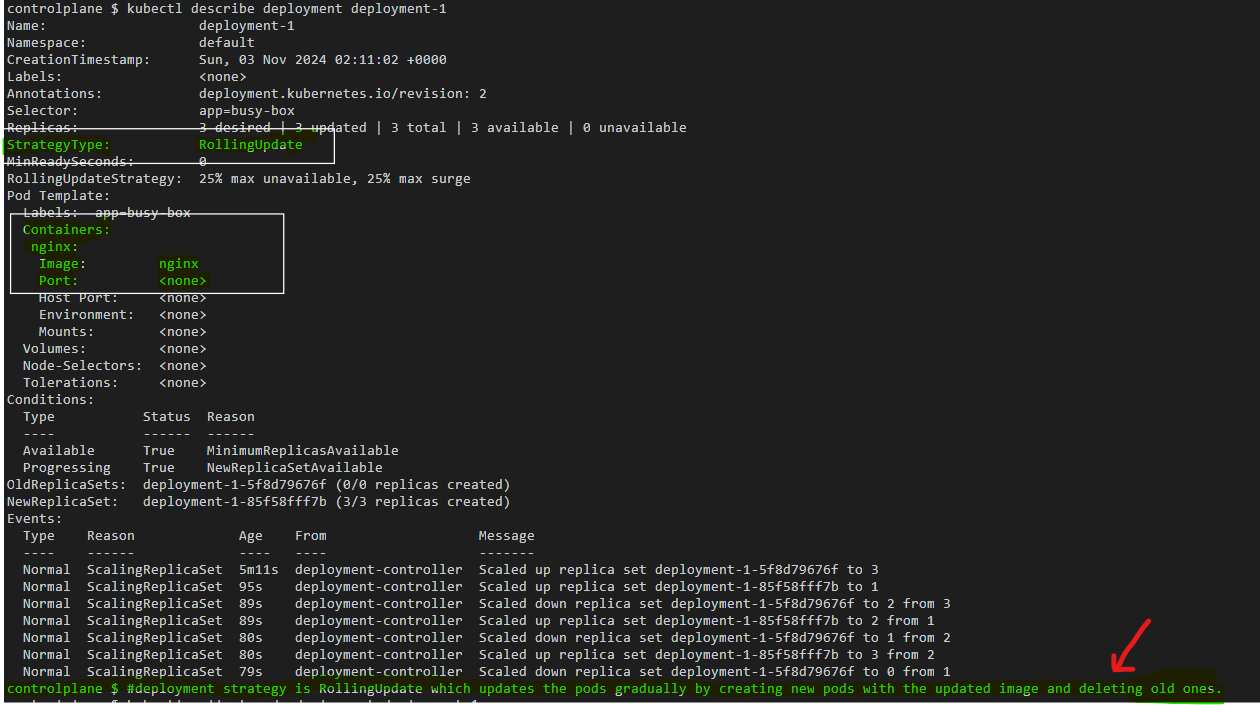 controlplane $ kubectl describe deployment deployment-1
Name:                   deployment-1
Namespace:              default
CreationTimestamp:      Sun, 03 Nov 2024 02:11:02 +0000
Labels:                 <none>
Annotations:            deployment.kubernetes.io/revision: 2
Selector:               app=busy-box
Replicas:               3 desired | 3 updated | 3 total | 3 available | 0 unavailable
StrategyType:           RollingUpdate
MinReadySeconds:        0
RollingUpdateStrategy:  25% max unavailable, 25% max surge
Pod Template:
  Labels:  app=busy-box
  Containers:
   nginx:
    Image:         nginx
    Port:          <none>
    Host Port:     <none>
    Environment:   <none>
    Mounts:        <none>
  Volumes:         <none>
  Node-Selectors:  <none>
  Tolerations:     <none>
Conditions:
  Type           Status  Reason
  ----           ------  ------
  Available      True    MinimumReplicasAvailable
  Progressing    True    NewReplicaSetAvailable
OldReplicaSets:  deployment-1-5f8d79676f (0/0 replicas created)
NewReplicaSet:   deployment-1-85f58fff7b (3/3 replicas created)
Events:
  Type    Reason             Age    From                   Message
  ----    ------             ----   ----                   -------
  Normal  ScalingReplicaSet  5m11s  deployment-controller  Scaled up replica set deployment-1-5f8d79676f to 3
  Normal  ScalingReplicaSet  95s    deployment-controller  Scaled up replica set deployment-1-85f58fff7b to 1
  Normal  ScalingReplicaSet  89s    deployment-controller  Scaled down replica set deployment-1-5f8d79676f to 2 from 3
  Normal  ScalingReplicaSet  89s    deployment-controller  Scaled up replica set deployment-1-85f58fff7b to 2 from 1
  Normal  ScalingReplicaSet  80s    deployment-controller  Scaled down replica set deployment-1-5f8d79676f to 1 from 2
  Normal  ScalingReplicaSet  80s    deployment-controller  Scaled up replica set deployment-1-85f58fff7b to 3 from 2
  Normal  ScalingReplicaSet  79s    deployment-controller  Scaled down replica set deployment-1-5f8d79676f to 0 from 1
controlplane $ #deployment strategy is RollingUpdate which updates the pods gradually by creating new pods with the updated image and deleting old ones.